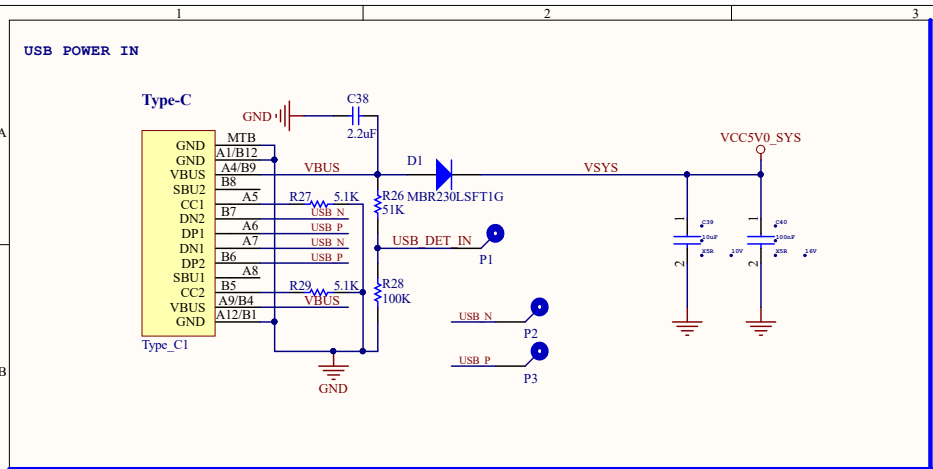 1
2
3
USB POWER IN
Type-C
C38
GND
2.2uF
A
VCC5V0_SYS
GND MTB
GND A1/B12
VBUS A4/B9 VBUS
D1
VSYS
SBU2 B8
CC1 A5 R27 5.1K
R26
51K
MBR230LSFT1G
DN2 B7 USB_N
DP1 A6 USB_P
DN1 A7 USB_N
USB_DET_IN
P1
DP2 B6 USB_P
SBU1 A8
CC2 B5 R29 5.1K
R28
100K
VBUS A9/B4 VBUS
GND A12/B1
Type_C1
GND
USB_N
P2
USB_P
P3
1
C39
10uF
X5R 10V
2
1
C40
100nF
X5R 16V
2
B